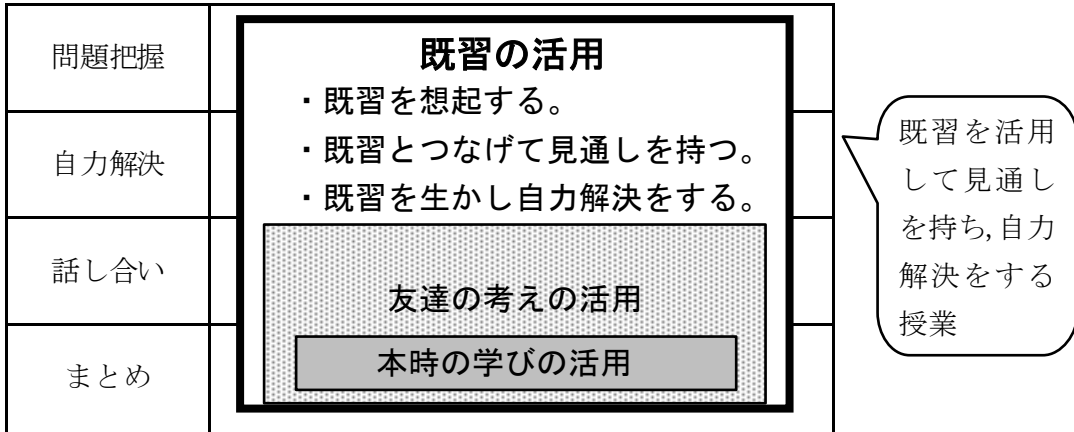 問題把握
自力解決
話し合い
まとめ
既習の活用
・既習を想起する。
・既習とつなげて見通しを持つ。
・既習を生かし自力解決をする。
友達の考えの活用
本時の学びの活用
既習を活用
して見通し
を持ち,自力
解決をする
授業